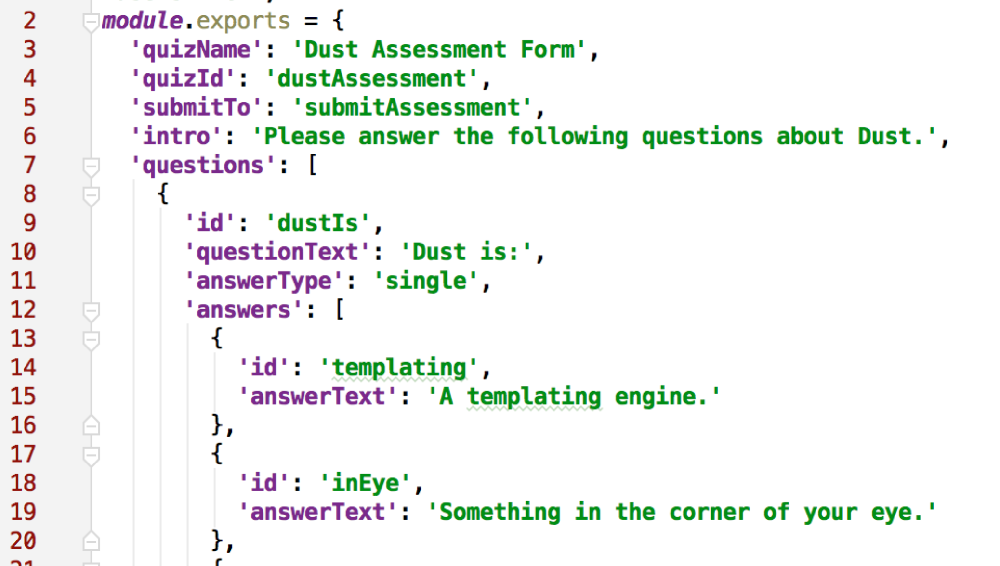 2 module.exports = {
3 'quizName': 'Dust Assessment Form',
4 'quizId': 'dustAssessment',
5 'submitTo': 'submitAssessment',
6 'intro': 'Please answer the following questions about Dust.',
7 'questions': [
8 {
9 'id': 'dustIs',
10 'questionText': 'Dust is:',
11 'answerType': 'single',
12 'answers': [
13 {
14 'id': 'templating',
15 'answerText': 'A templating engine.'
16 },
17 {
18 'id': 'inEye',
19 'answerText': 'Something in the corner of your eye.'
20 },
21 {